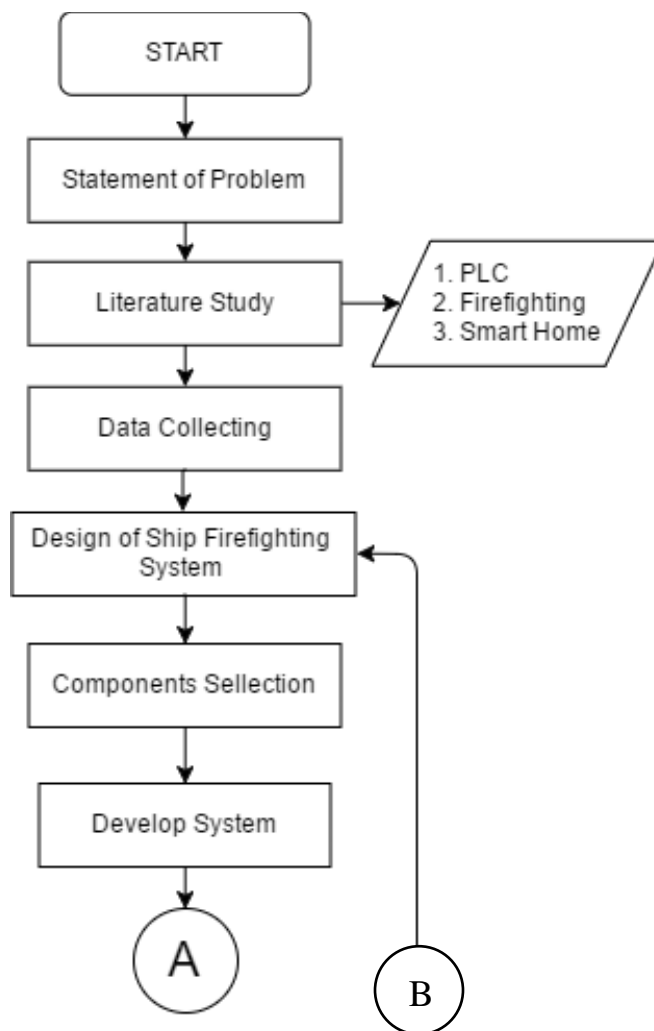 START
Statement of Problem
Literature Study
1. PLC
2. Firefighting
3. Smart Home
Data Collecting
Design of Ship Firefighting
System
Components Sellection
Develop System
A
B